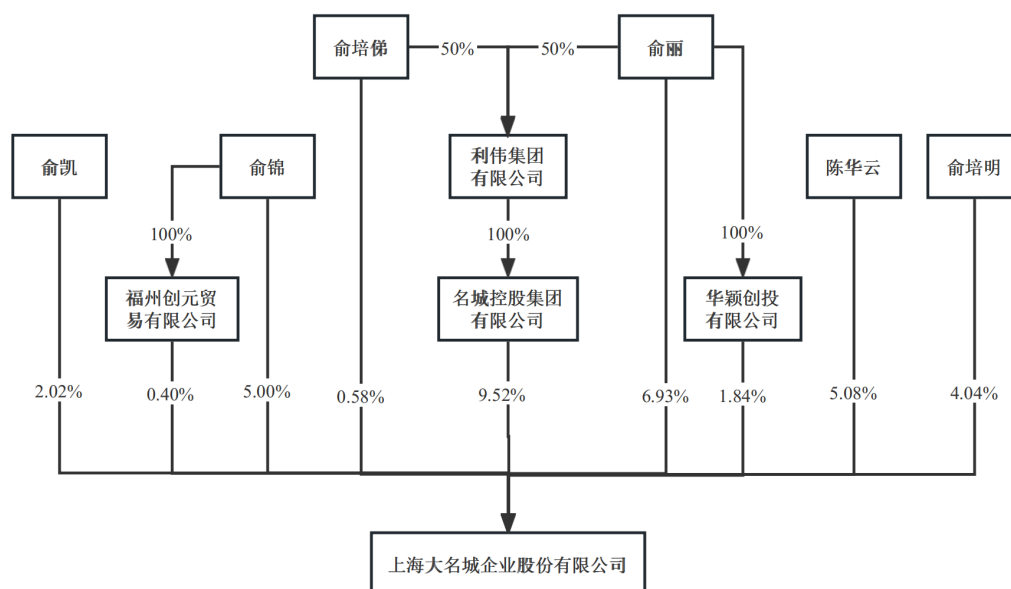 俞培俤
50%
50%
俞丽
俞凯
俞锦
利伟集团
有限公司
陈华云
俞培明
100%
100%
100%
福州创元贸
易有限公司
名城控股集团
有限公司
华颖创投
有限公司
2.02%
0.40%
5.00%
0.58%
9.52%
6.93%
1.84%
5.08%
4.04%
上海大名城企业股份有限公司